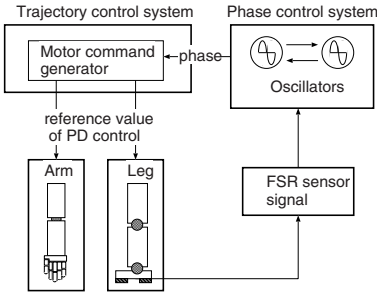 Trajectory control system
Phase control system
Motor command
generator
phase
Oscillators
reference value
of PD control
Arm
Leg
FSR sensor
signal